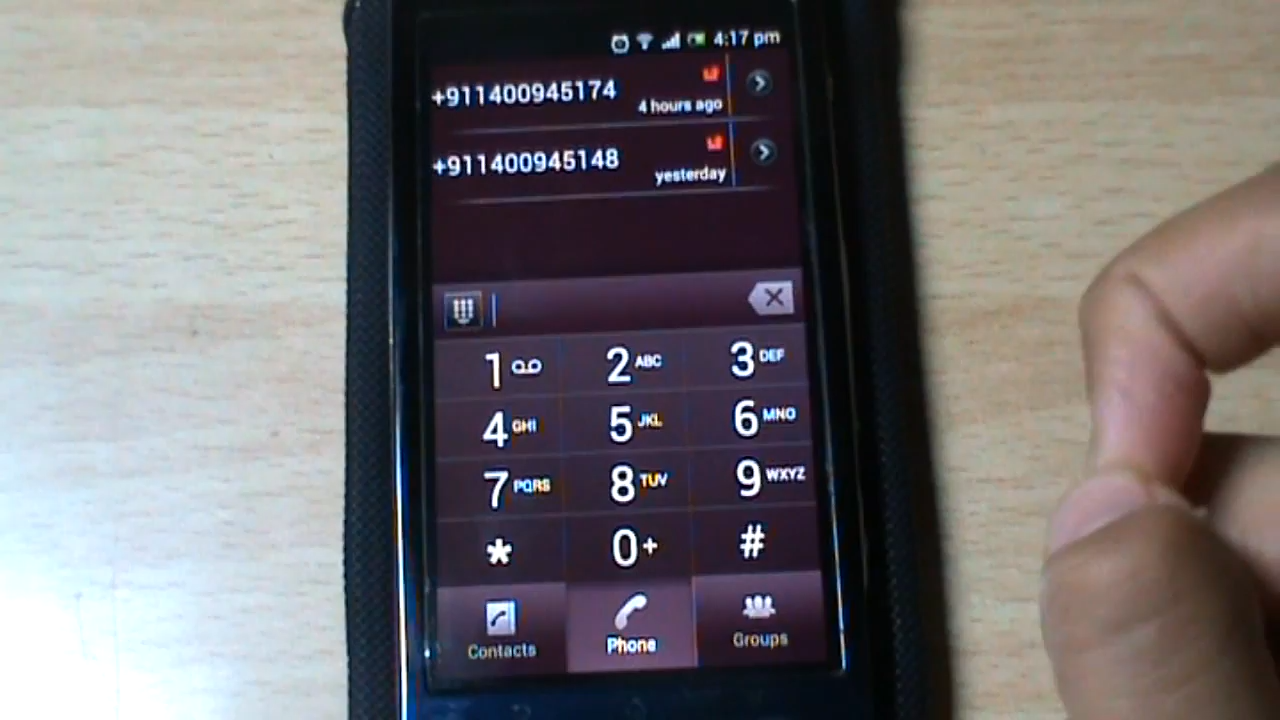 4:17 pm
+911400945174
4 hours ago
+911400945148
yesterday
1 2 ABC 3 DEF
4 GHI 5 JKL 6 MNO
7 PQRS 8 TUV 9 WXYZ
* 0 + #
Contacts Phone Groups